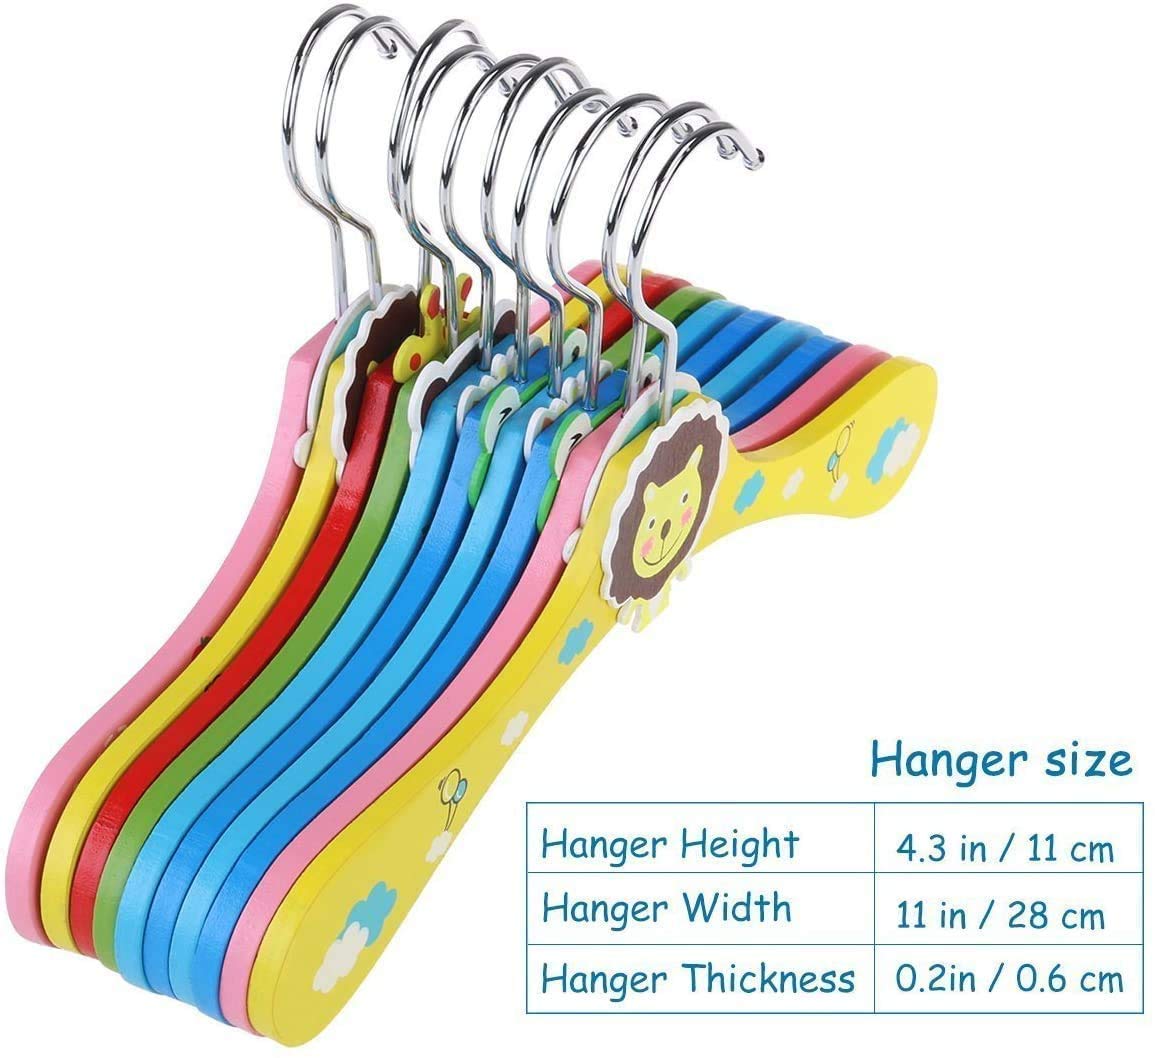 Hanger size
Hanger Height 4.3 in / 11 cm
Hanger Width 11 in / 28 cm
Hanger Thickness 0.2in / 0.6 cm